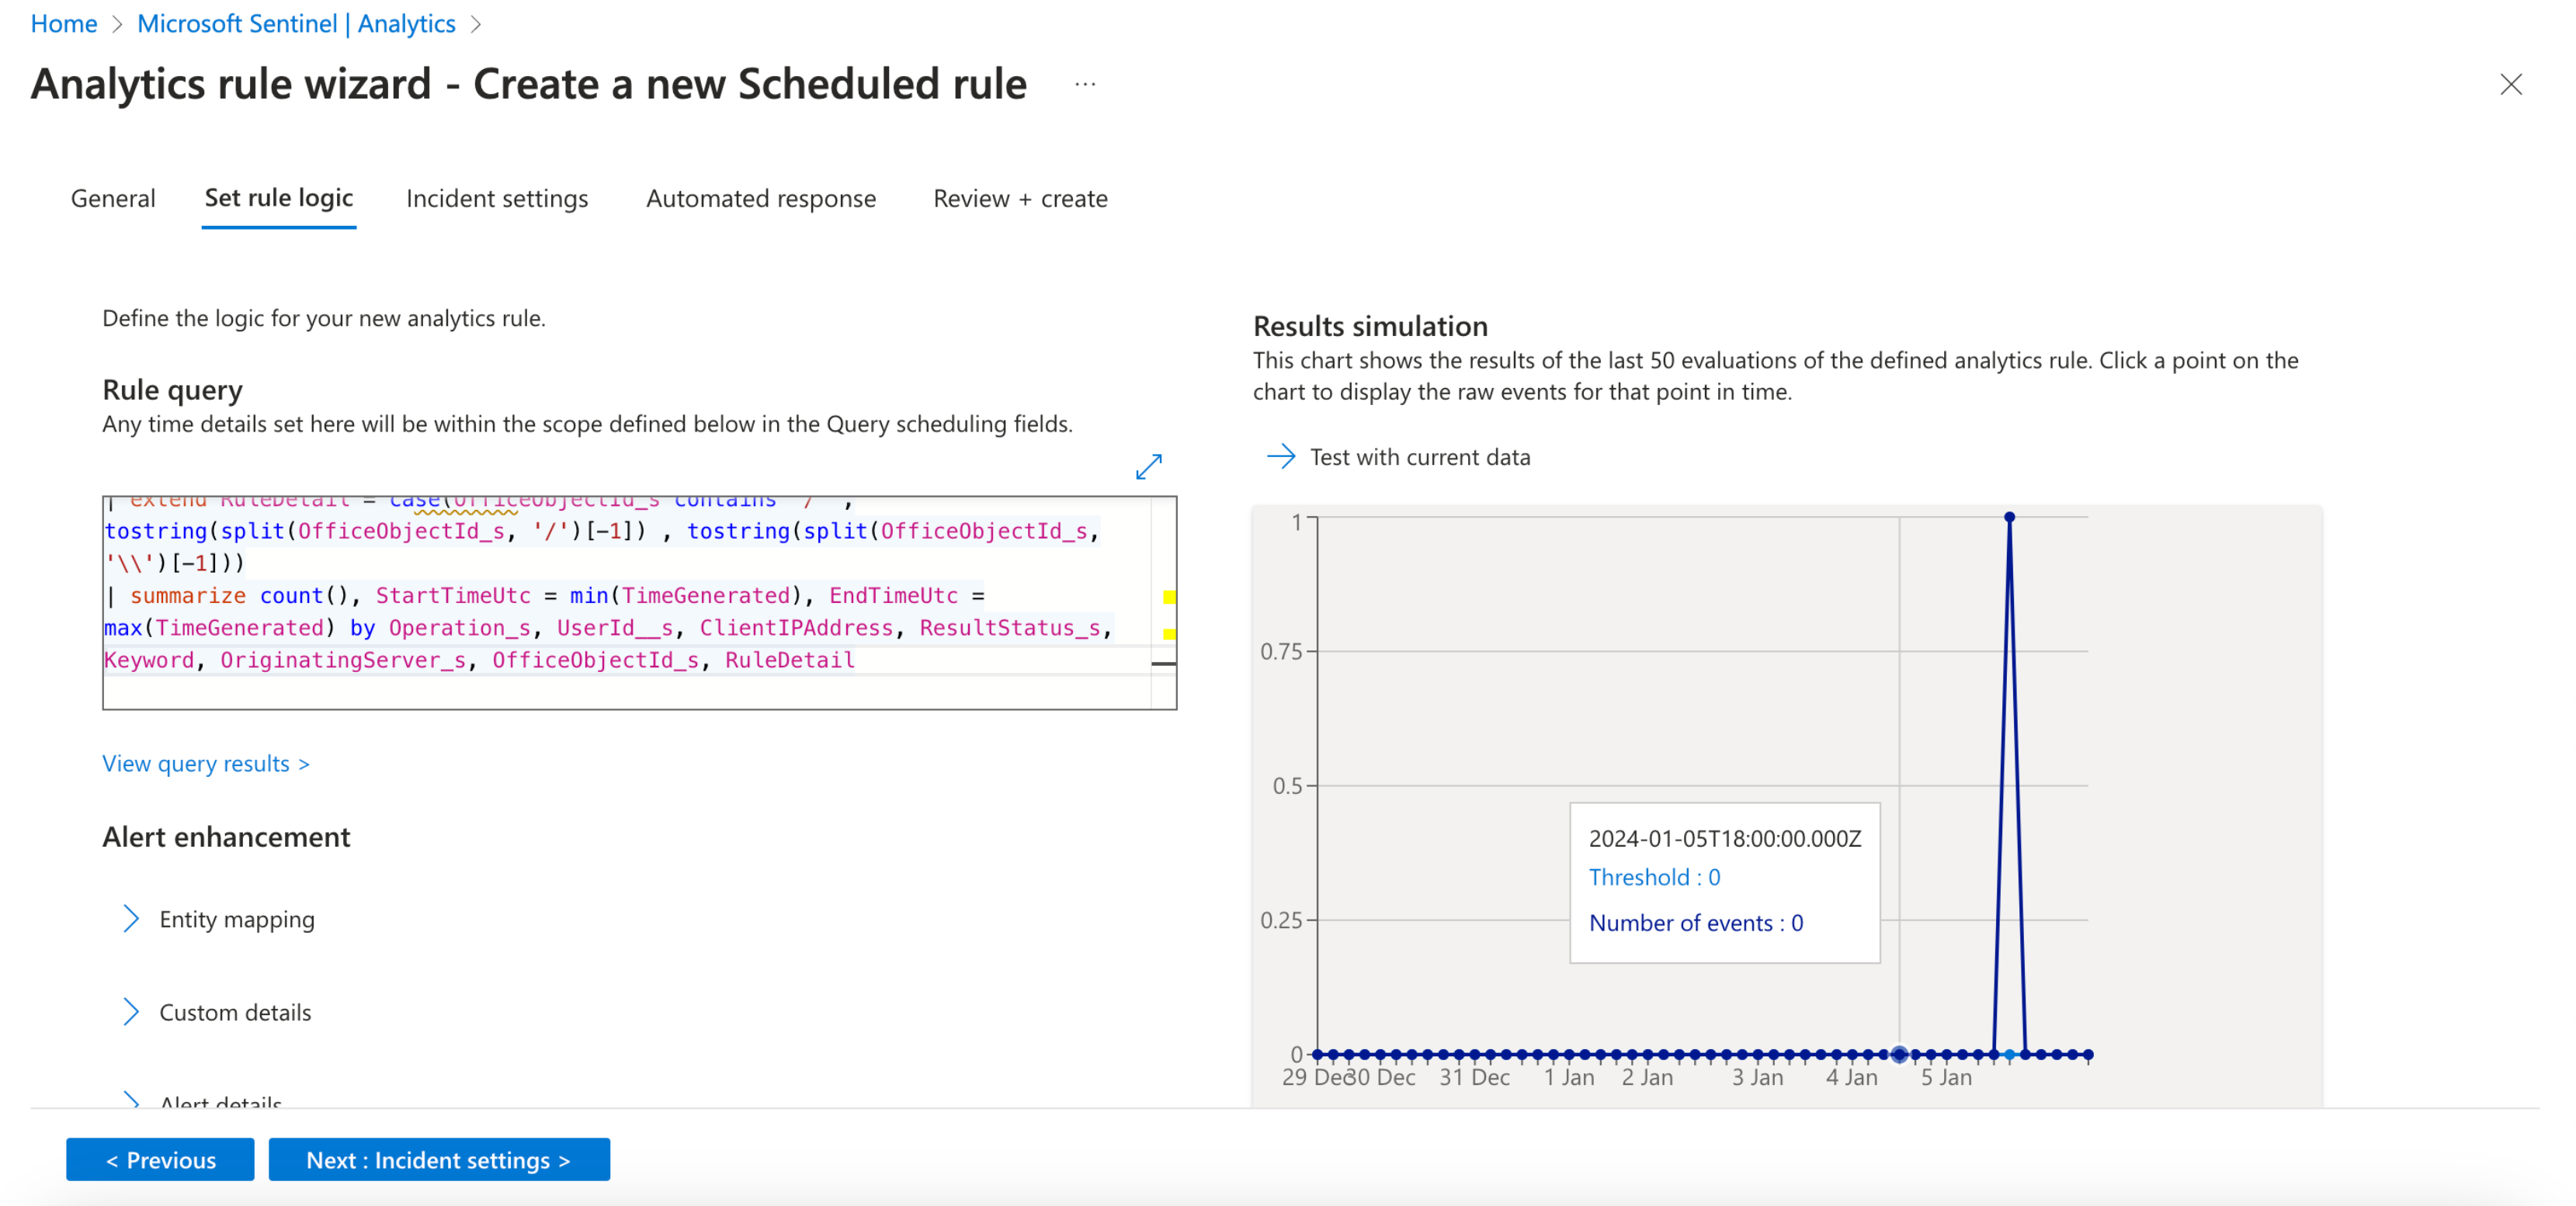 Home > Microsoft Sentinel | Analytics >
Analytics rule wizard - Create a new Scheduled rule ...
General Set rule logic Incident settings Automated response Review + create
Define the logic for your new analytics rule.
Rule query
Any time details set here will be within the scope defined below in the Query scheduling fields.
| extend RuleDetail = case(OfficeObjectId_s contains '/' ,
tostring(split(OfficeObjectId_s, '/')[-1]) , tostring(split(OfficeObjectId_s,
'\\')[-1]))
| summarize count(), StartTimeUtc = min(TimeGenerated), EndTimeUtc =
max(TimeGenerated) by Operation_s, UserId__s, ClientIPAddress, ResultStatus_s,
Keyword, OriginatingServer_s, OfficeObjectId_s, RuleDetail
View query results >
Alert enhancement
Entity mapping
Custom details
Alert details
Results simulation
This chart shows the results of the last 50 evaluations of the defined analytics rule. Click a point on the
chart to display the raw events for that point in time.
Test with current data
1
0.75
0.5
0.25
0
2024-01-05T18:00:00.000Z
Threshold : 0
Number of events : 0
29 Dec 30 Dec 31 Dec 1 Jan 2 Jan 3 Jan 4 Jan 5 Jan
< Previous
Next : Incident settings >